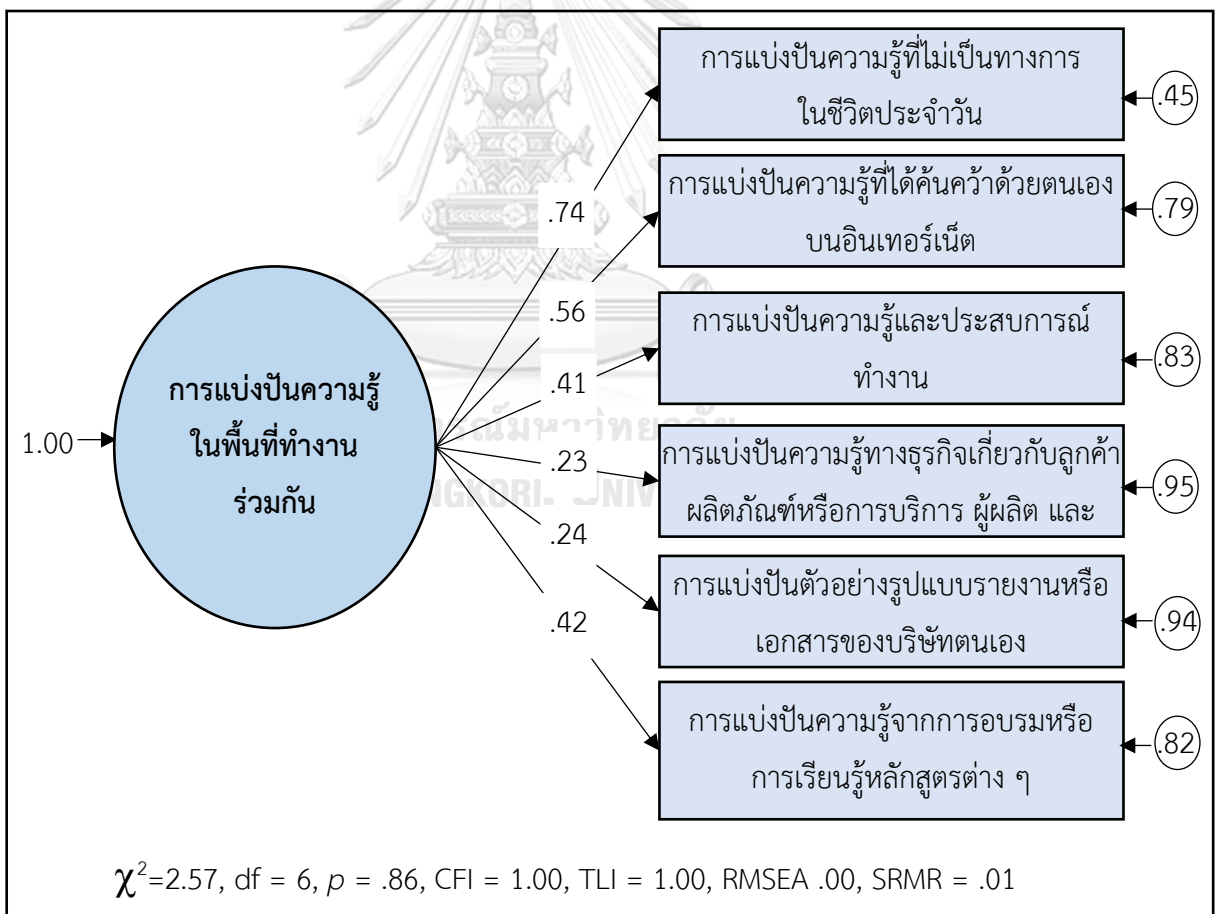 การแบ่งปันความรู้ที่ไม่เป็นทางการ
ในชีวิตประจำวัน
.45
การแบ่งปันความรู้ที่ได้ค้นคว้าด้วยตนเอง
บนอินเทอร์เน็ต
.79
.74
.56
การแบ่งปันความรู้และประสบการณ์
ทำงาน
.83
.41
1.00
การแบ่งปันความรู้
ในพื้นที่ทำงาน
ร่วมกัน
.23
การแบ่งปันความรู้ทางธุรกิจเกี่ยวกับลูกค้า
ผลิตภัณฑ์หรือการบริการ ผู้ผลิต และ
.95
.24
การแบ่งปันตัวอย่างรูปแบบรายงานหรือ
เอกสารของบริษัทตนเอง
.94
.42
การแบ่งปันความรู้จากการอบรมหรือ
การเรียนรู้หลักสูตรต่าง ๆ
.82
χ²=2.57, df = 6, p = .86, CFI = 1.00, TLI = 1.00, RMSEA .00, SRMR = .01